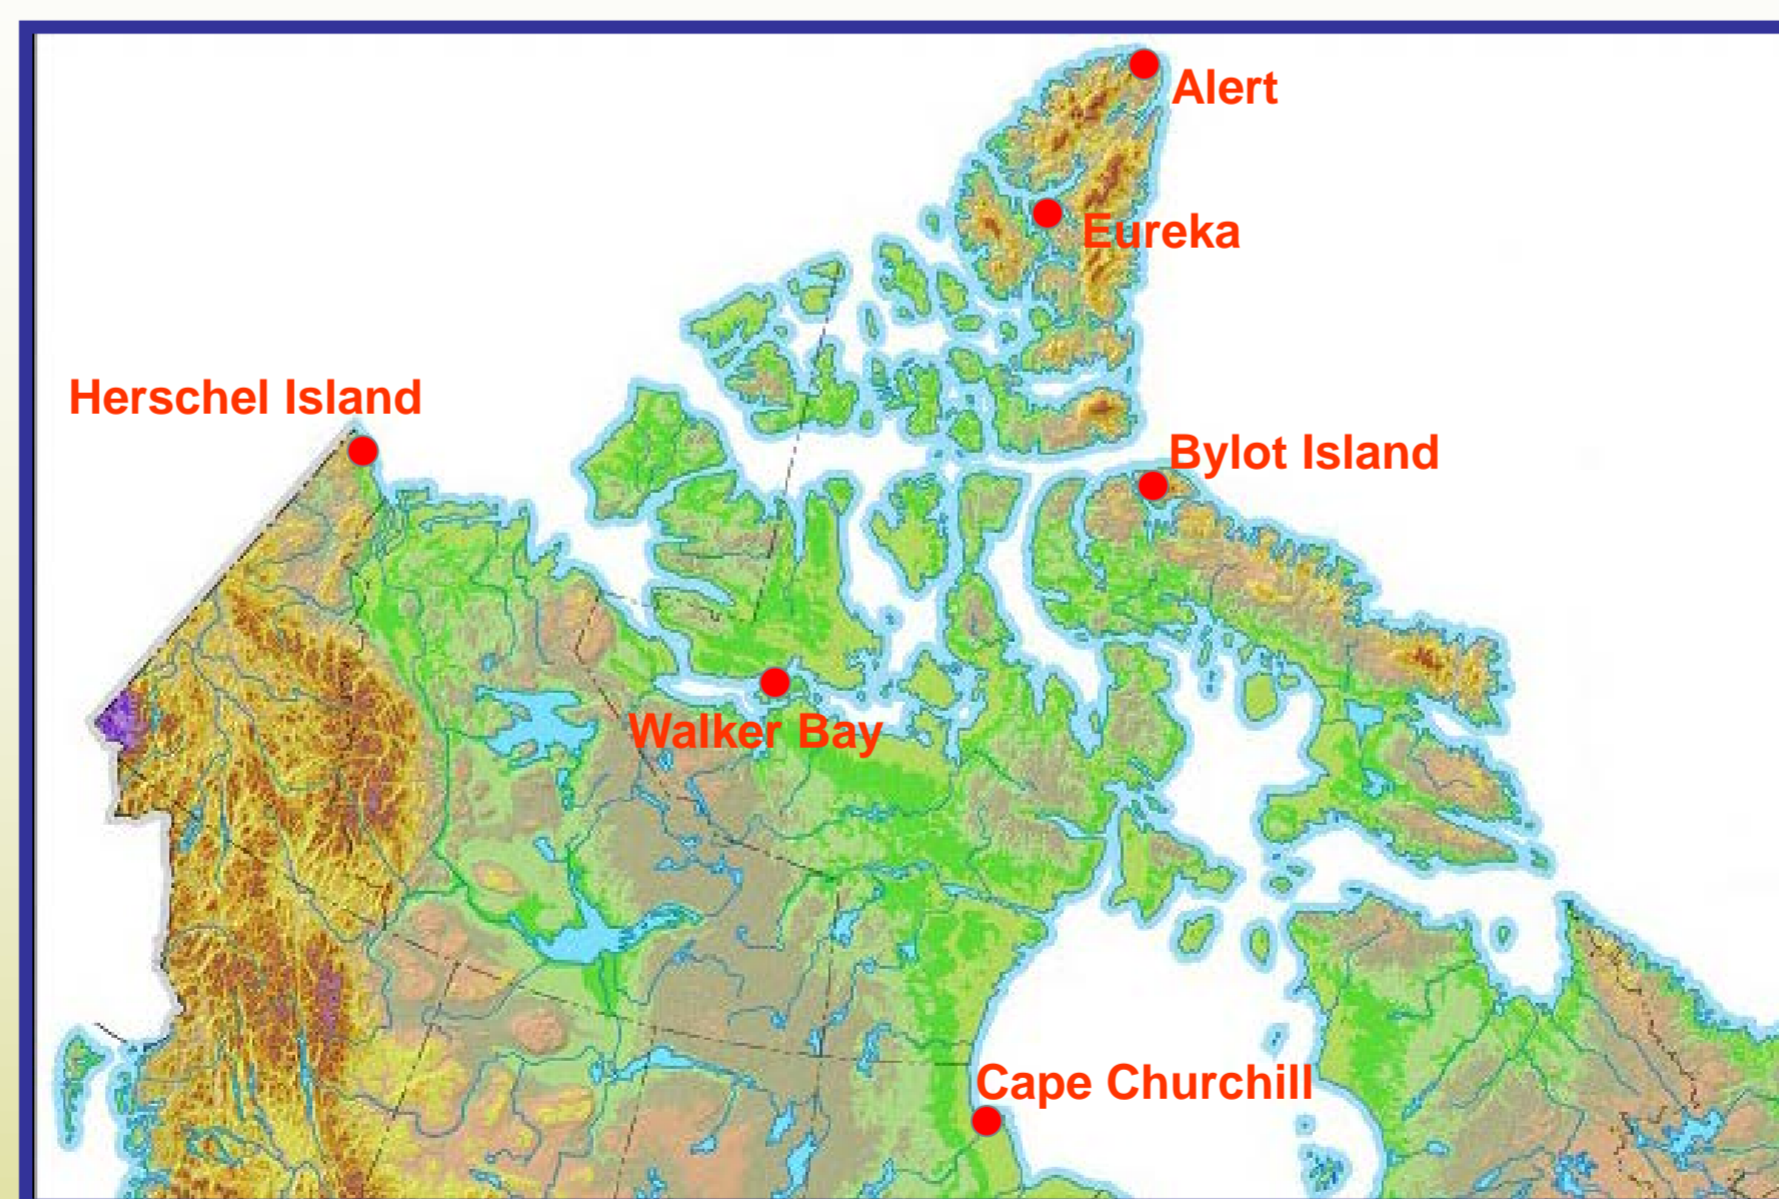 Alert
Eureka
Herschel Island
Bylot Island
Walker Bay
Cape Churchill